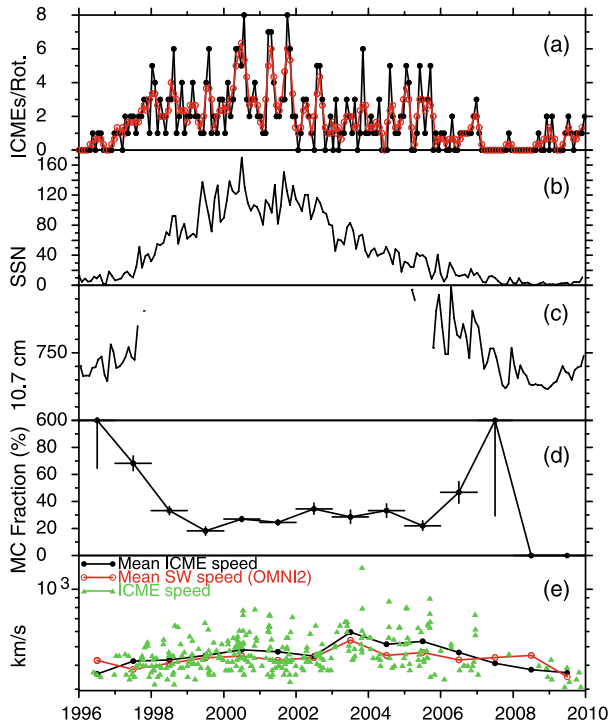 8
6
4
2
0
ICMEs/Rot.
(a)
160
120
80
40
0
SSN
(b)
750
600
10.7 cm
(c)
80
60
40
20
0
MC Fraction (%)
(d)
Mean ICME speed
Mean SW speed (OMNI2)
ICME speed
10³
km/s
(e)
1996 1998 2000 2002 2004 2006 2008 2010